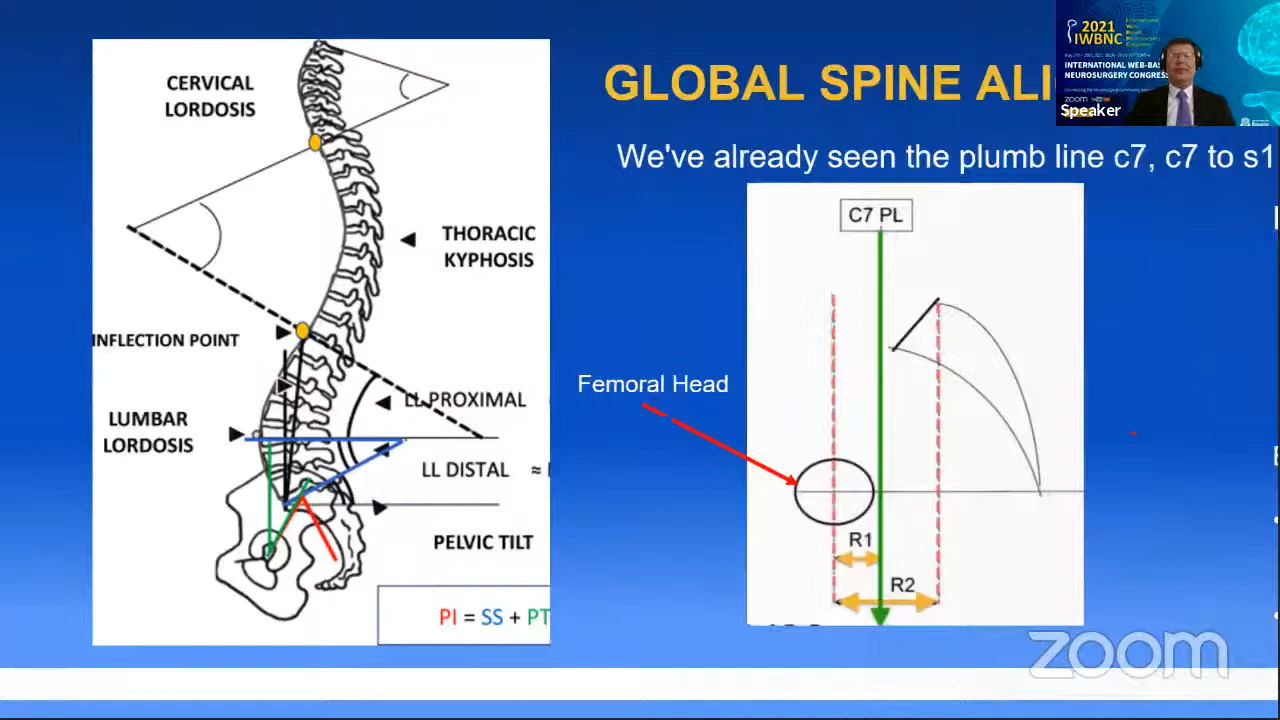 CERVICAL
LORDOSIS
THORACIC
KYPHOSIS
INFLECTION POINT
LL PROXIMAL
LUMBAR
LORDOSIS
LL DISTAL ≈
PELVIC TILT
PI = SS + PT
GLOBAL SPINE ALI
We've already seen the plumb line c7, c7 to s1
C7 PL
Femoral Head
R1
R2
2021
IWBNC
INTERNATIONAL WEB-BAS
NEUROSURGERY CONGRESS
zoom
Speaker
zoom